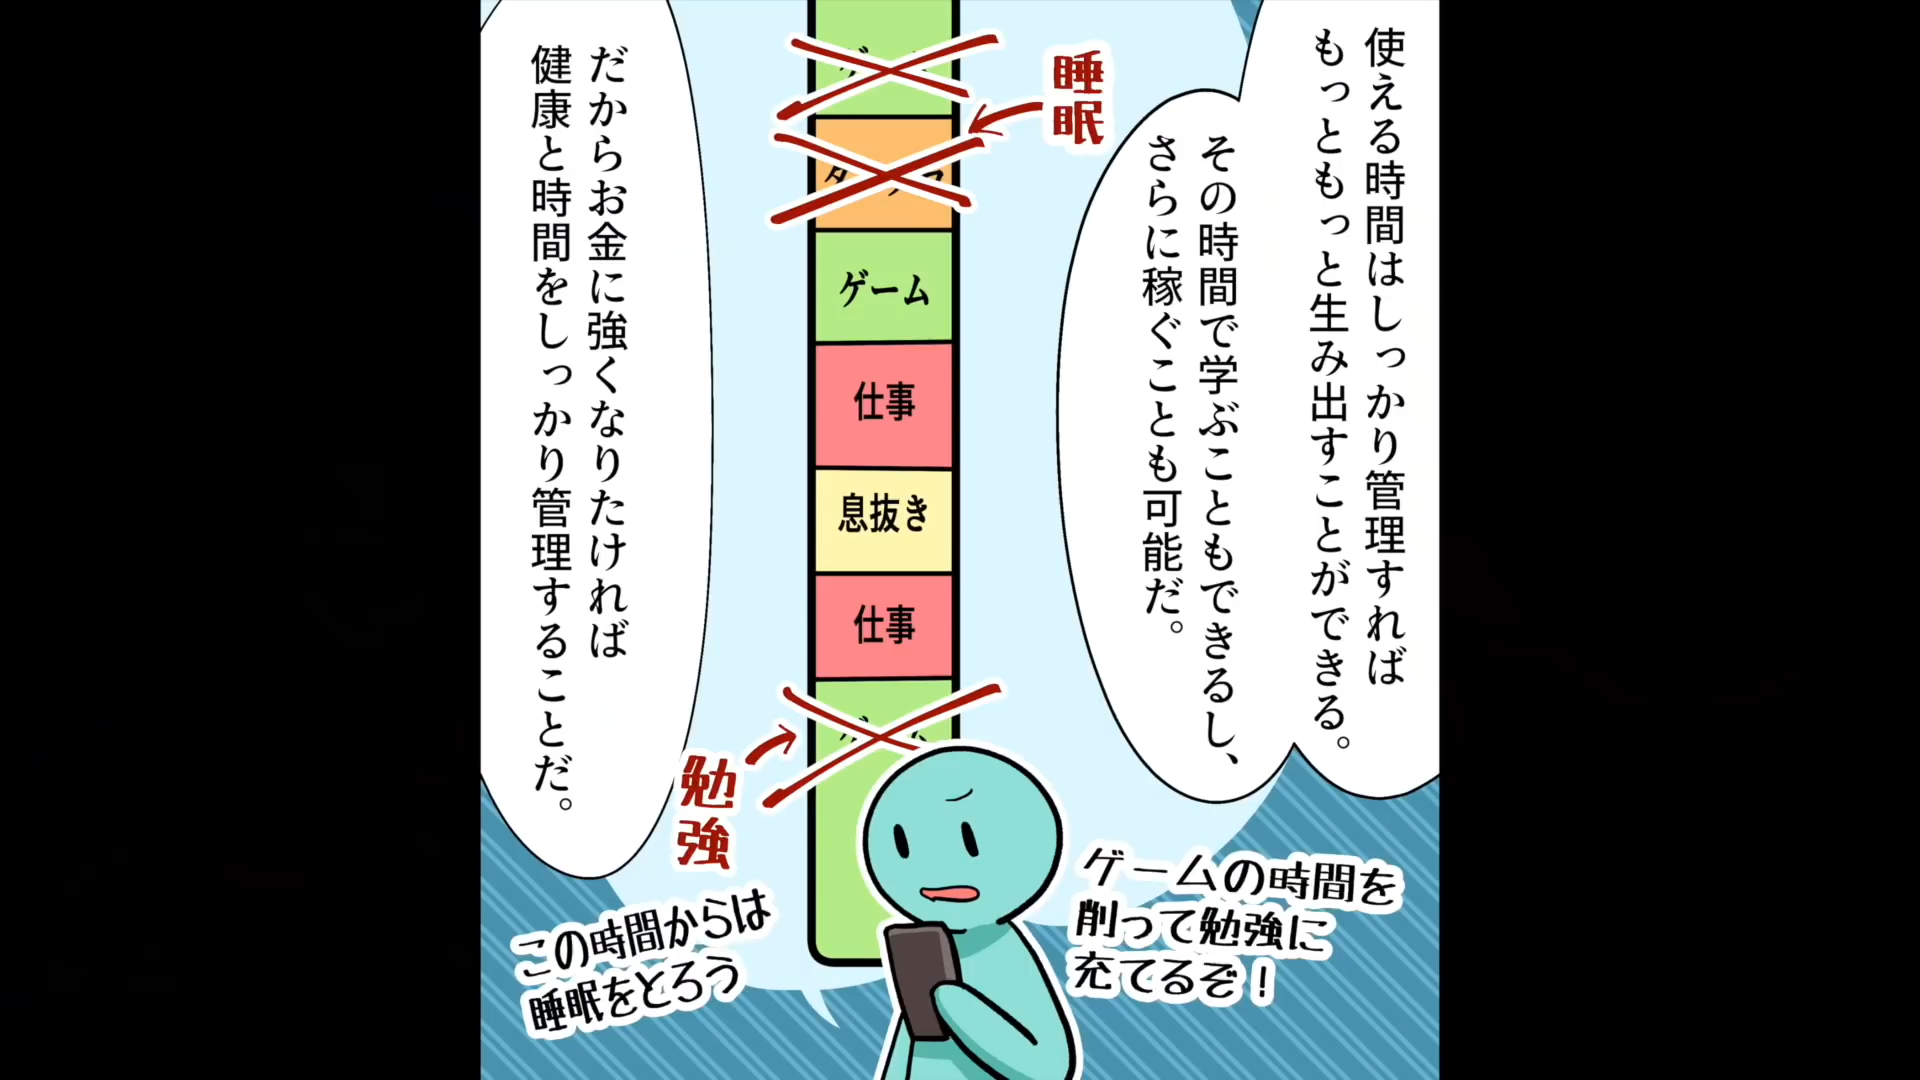 使える時間はしっかり管理すれば
もっともっと生み出すことができる。
その時間で学ぶこともできるし、
さらに稼ぐことも可能だ。
睡眠
ゲーム
仕事
息抜き
仕事
勉強
だからお金に強くなりたければ
健康と時間をしっかり管理することだ。
ゲームの時間を
削って勉強に
充てるぞ!
この時間からは
睡眠をとろう